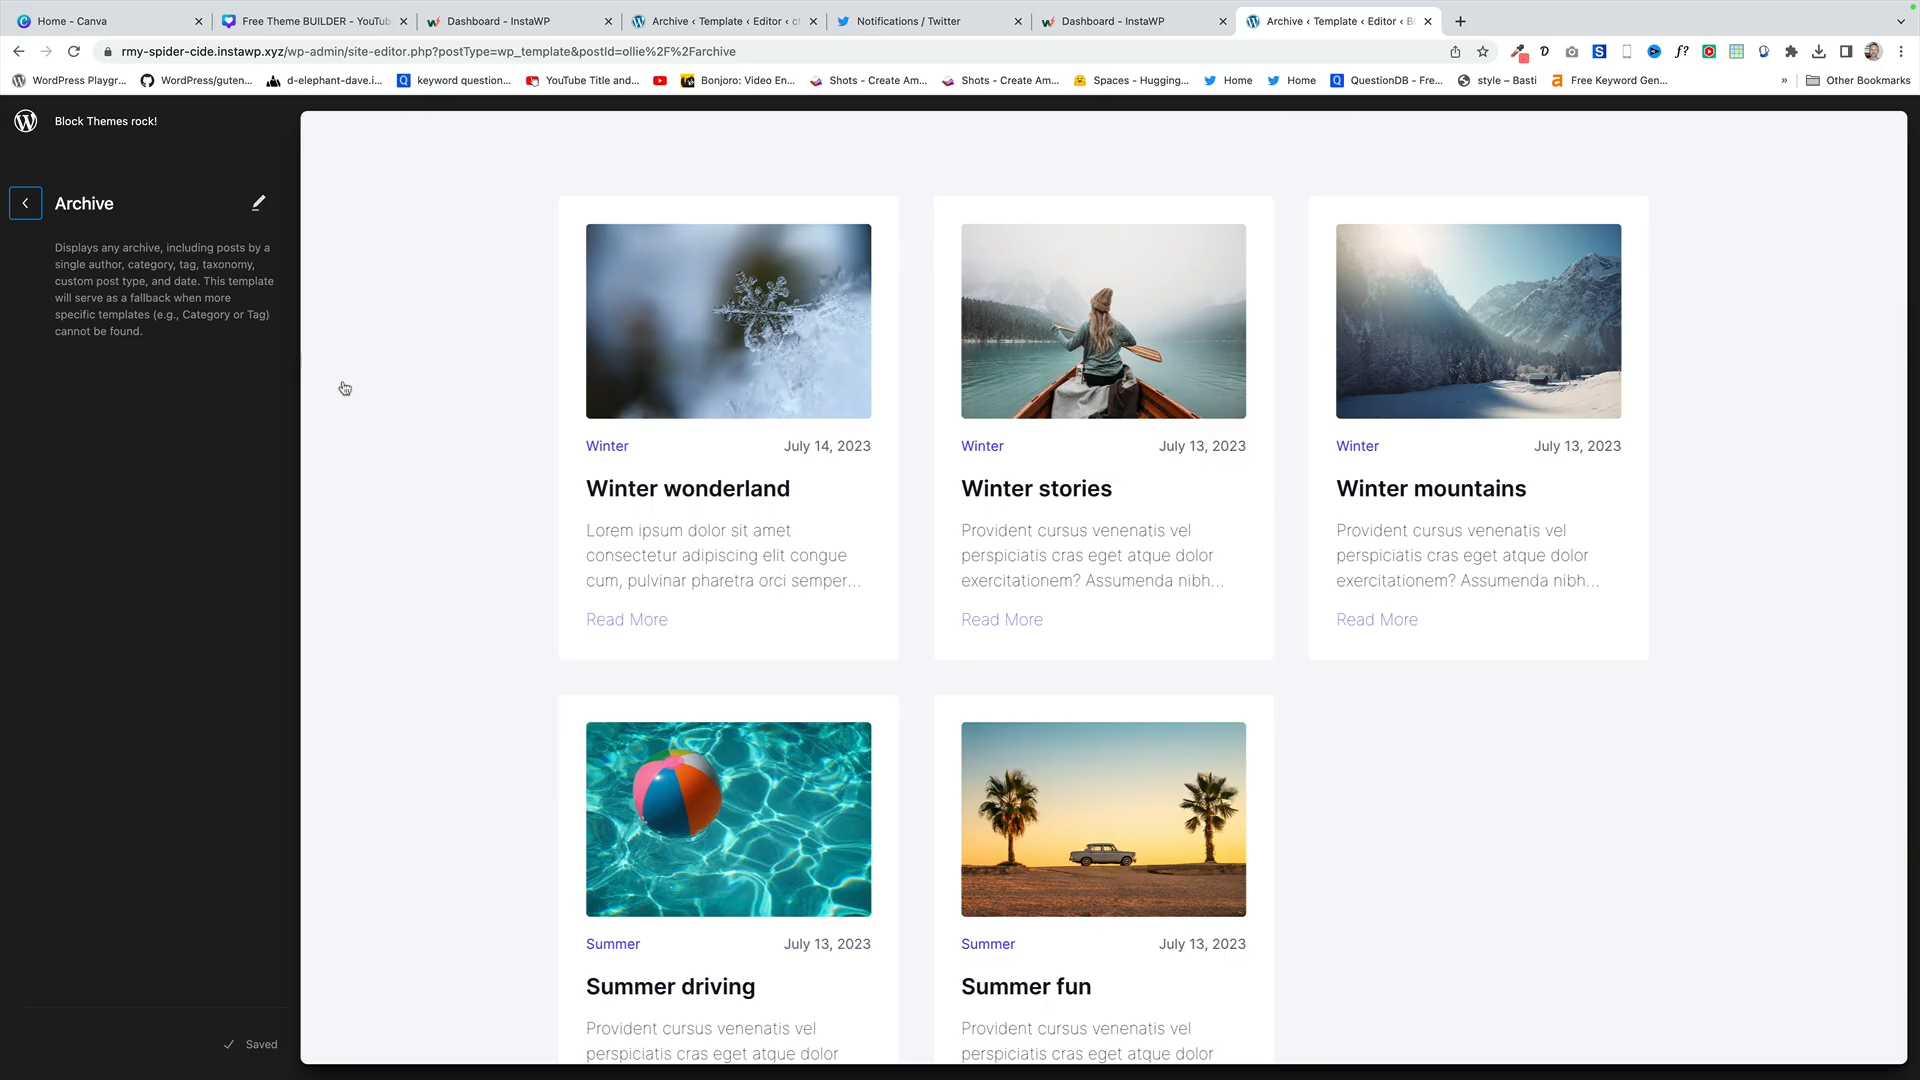 Home - Canva
Free Theme BUILDER - YouTub
Dashboard - InstaWP
Archive ‹ Template ‹ Editor ‹ c
Notifications / Twitter
Dashboard - InstaWP
Archive ‹ Template ‹ Editor ‹ Bl
rmy-spider-cide.instawp.xyz/wp-admin/site-editor.php?postType=wp_template&postId=ollie%2F%2Farchive
WordPress Playgr...
WordPress/guten...
d-elephant-dave.i...
keyword question...
YouTube Title and...
Bonjoro: Video En...
Shots - Create Am...
Shots - Create Am...
Spaces - Hugging...
Home
Home
QuestionDB - Fre...
style – Basti
Free Keyword Gen...
»
Other Bookmarks
Block Themes rock!
Archive
Displays any archive, including posts by a
single author, category, tag, taxonomy,
custom post type, and date. This template
will serve as a fallback when more
specific templates (e.g., Category or Tag)
cannot be found.
Saved
Winter July 14, 2023
Winter wonderland
Lorem ipsum dolor sit amet
consectetur adipiscing elit congue
cum, pulvinar pharetra orci semper...
Read More
Winter July 13, 2023
Winter stories
Provident cursus venenatis vel
perspiciatis cras eget atque dolor
exercitationem? Assumenda nibh...
Read More
Winter July 13, 2023
Winter mountains
Provident cursus venenatis vel
perspiciatis cras eget atque dolor
exercitationem? Assumenda nibh...
Read More
Summer July 13, 2023
Summer driving
Provident cursus venenatis vel
perspiciatis cras eget atque dolor
Summer July 13, 2023
Summer fun
Provident cursus venenatis vel
perspiciatis cras eget atque dolor